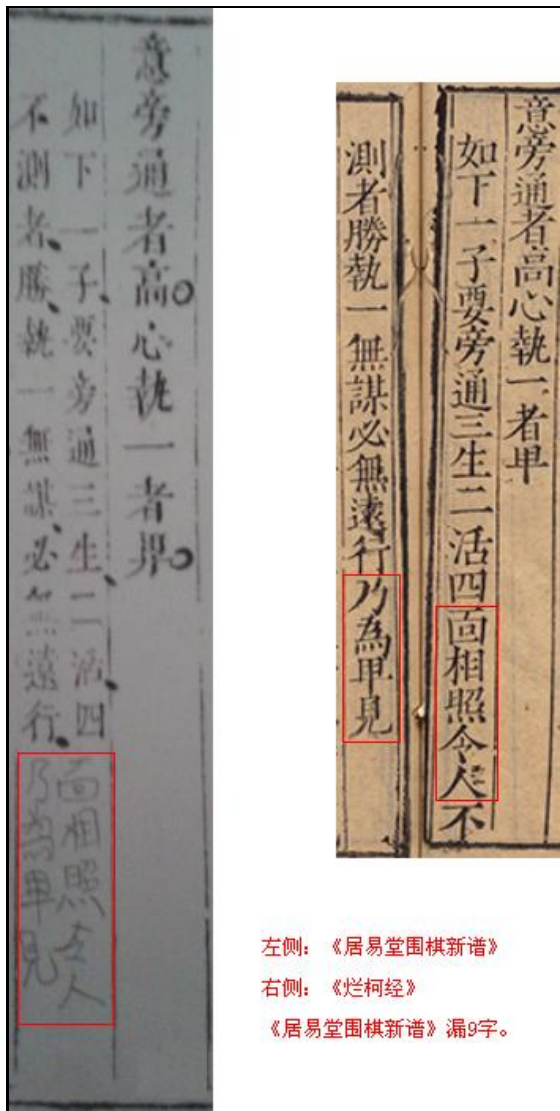 意旁通者高。心執一者卑。
如下一子、要旁通三生、二活、四面相照令人
不測者、勝、執一無謀、必無遠行、乃為卑見
意旁通者高心執一者卑
如下一子要旁通三生二活四面相照令人不
測者勝執一無謀必無遠行乃為卑見
左侧：《居易堂围棋新谱》
右侧：《烂柯经》
《居易堂围棋新谱》漏9字。